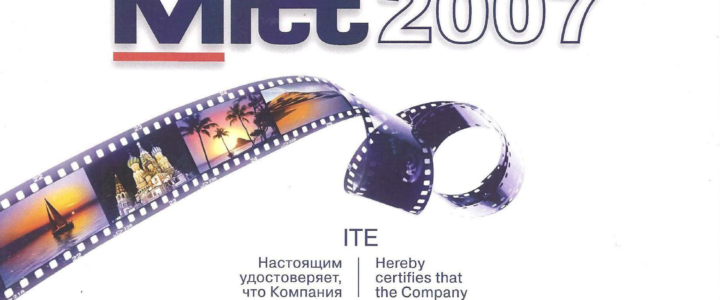 Mitt 2007
ITE
Настоящим
удостоверяет,
что Компания
Hereby
certifies that
the Company